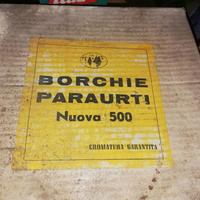 BORCHIE
PARAURTI
Nuova 500
CROMATURA GARANTITA